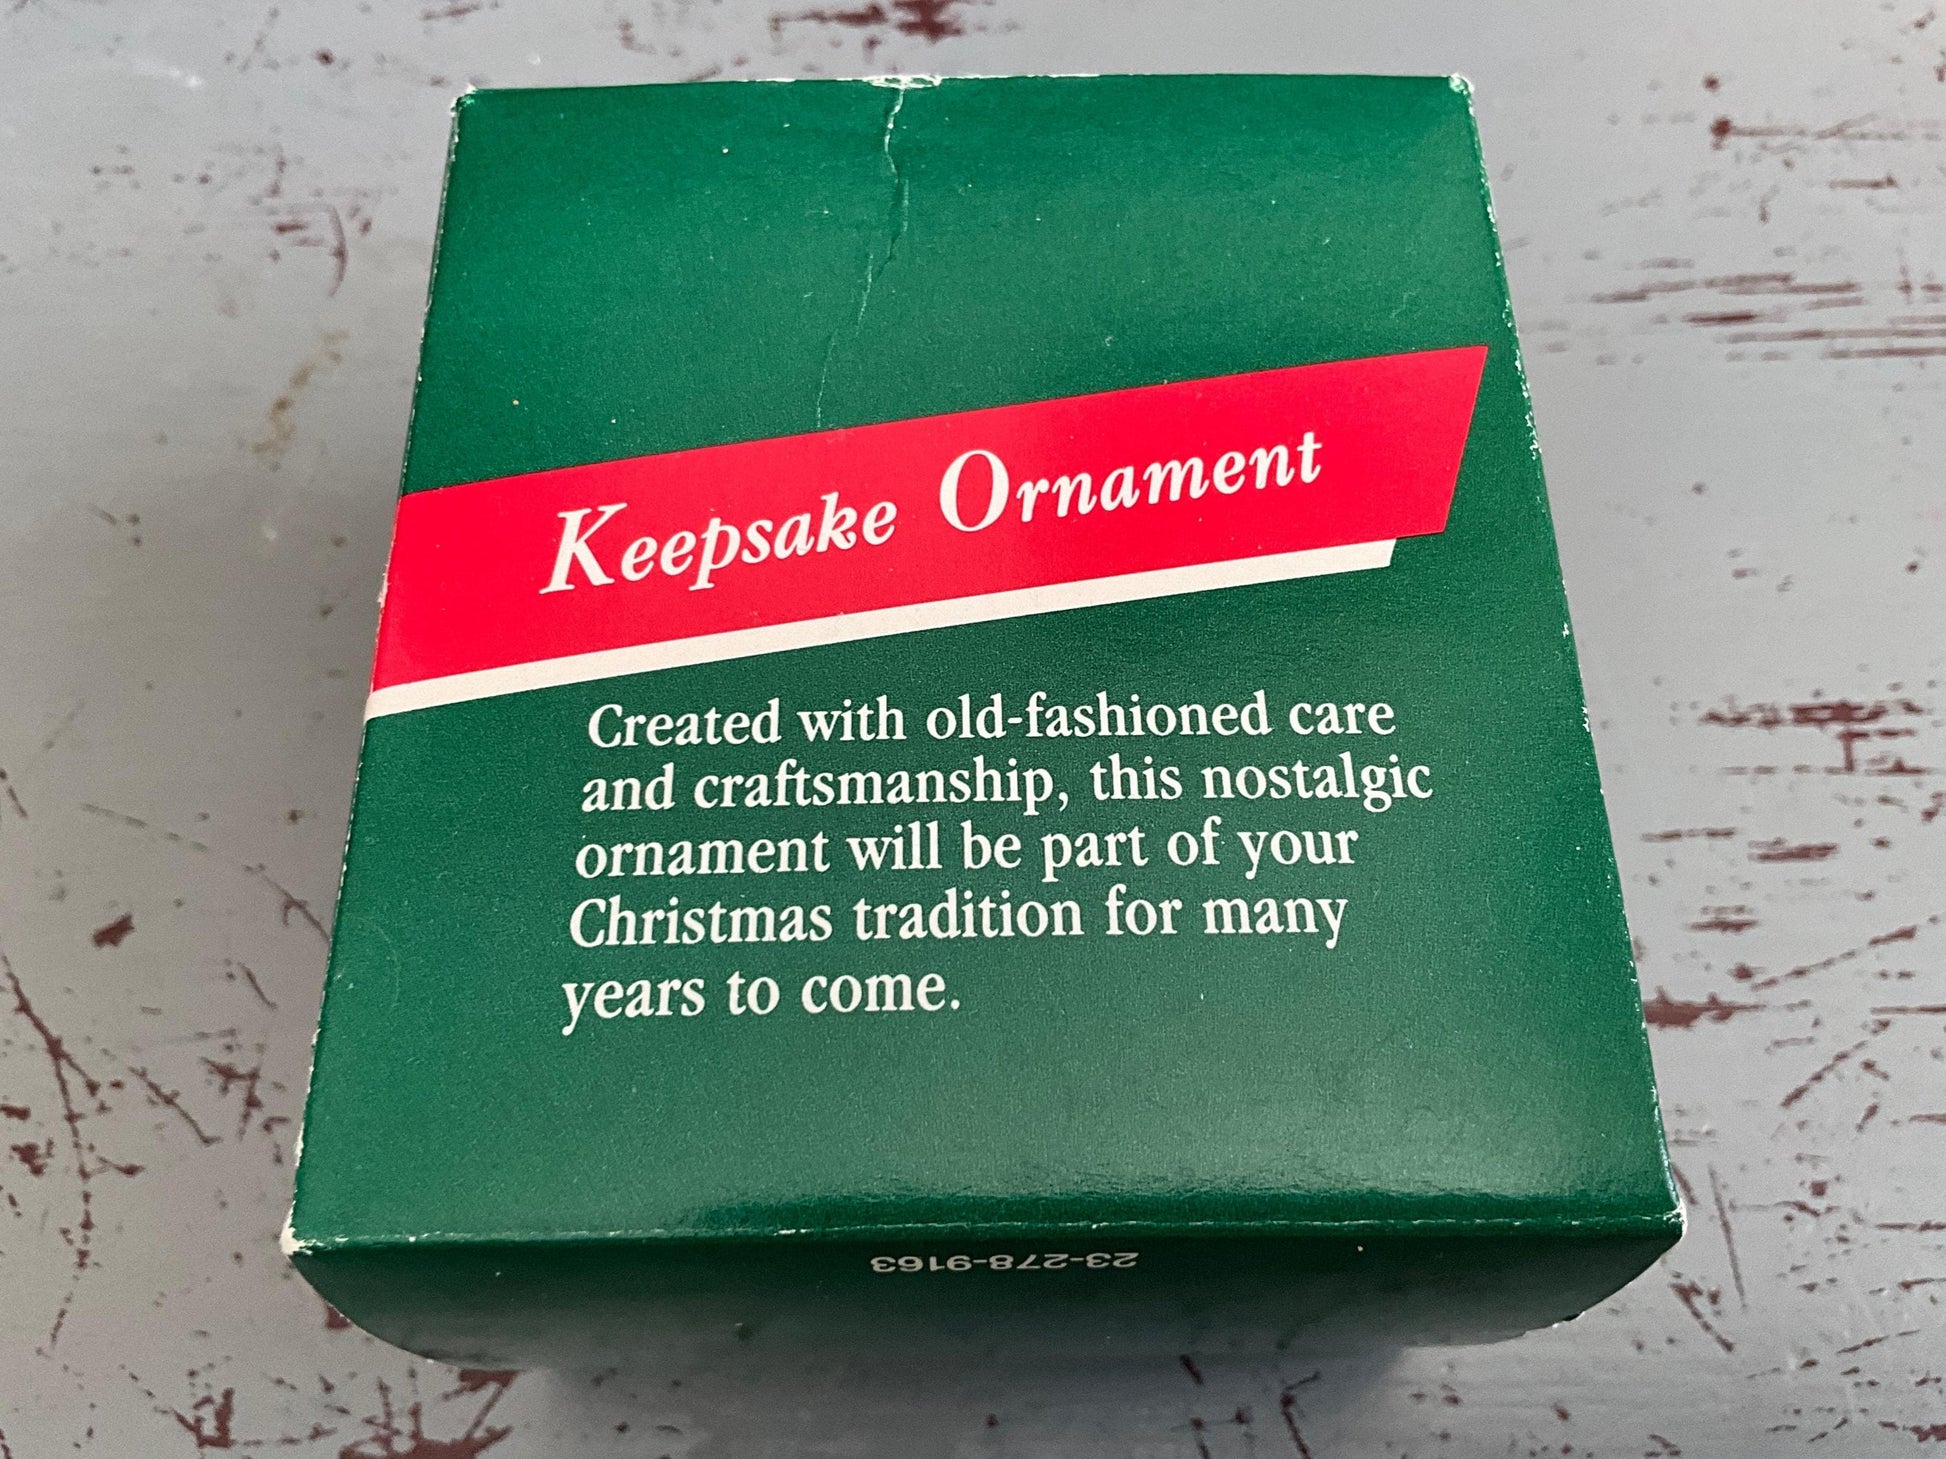 Keepsake Ornament
Created with old-fashioned care
and craftsmanship, this nostalgic
ornament will be part of your
Christmas tradition for many
years to come.
23-278-9163